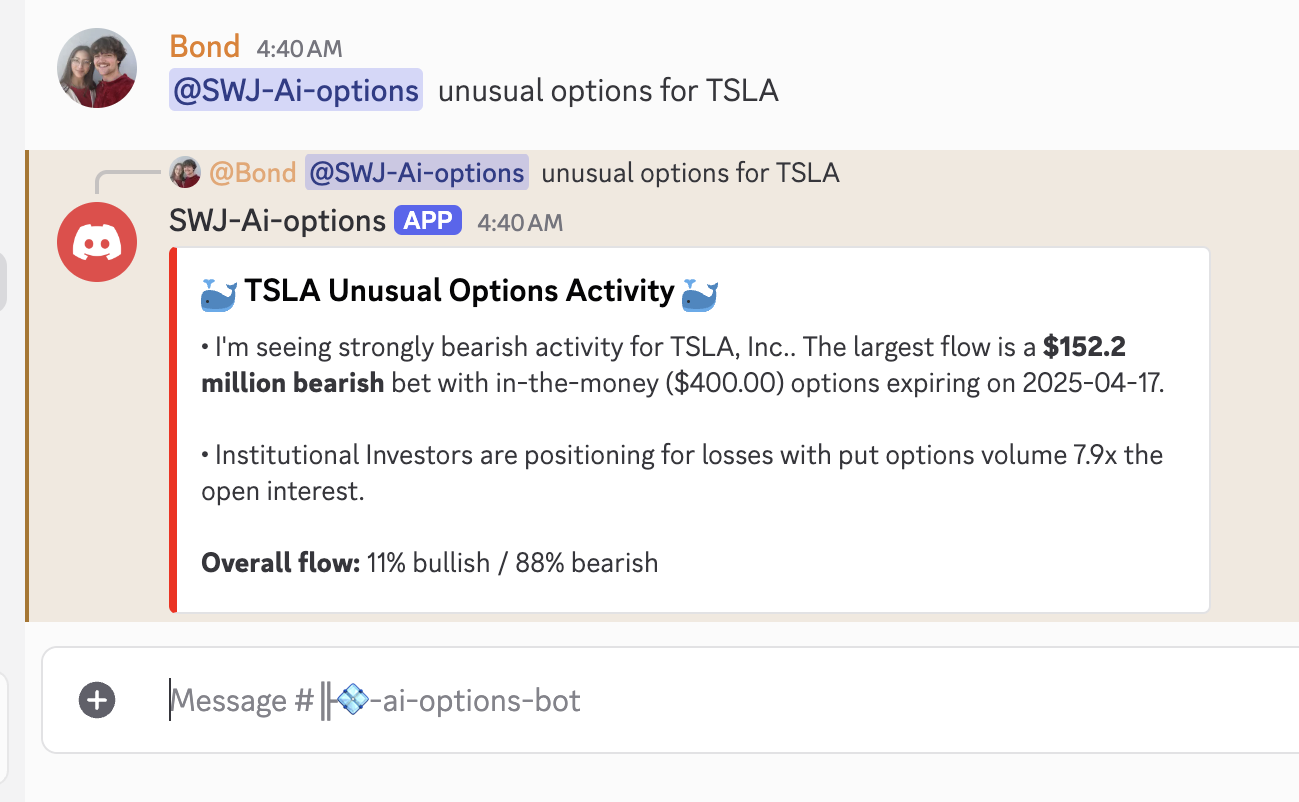 Bond 4:40 AM
@SWJ-Ai-options unusual options for TSLA
@Bond @SWJ-Ai-options unusual options for TSLA
SWJ-Ai-options APP 4:40 AM
🐳 TSLA Unusual Options Activity 🐳
• I'm seeing strongly bearish activity for TSLA, Inc.. The largest flow is a $152.2
million bearish bet with in-the-money ($400.00) options expiring on 2025-04-17.
• Institutional Investors are positioning for losses with put options volume 7.9x the
open interest.
Overall flow: 11% bullish / 88% bearish
Message #╟💠-ai-options-bot